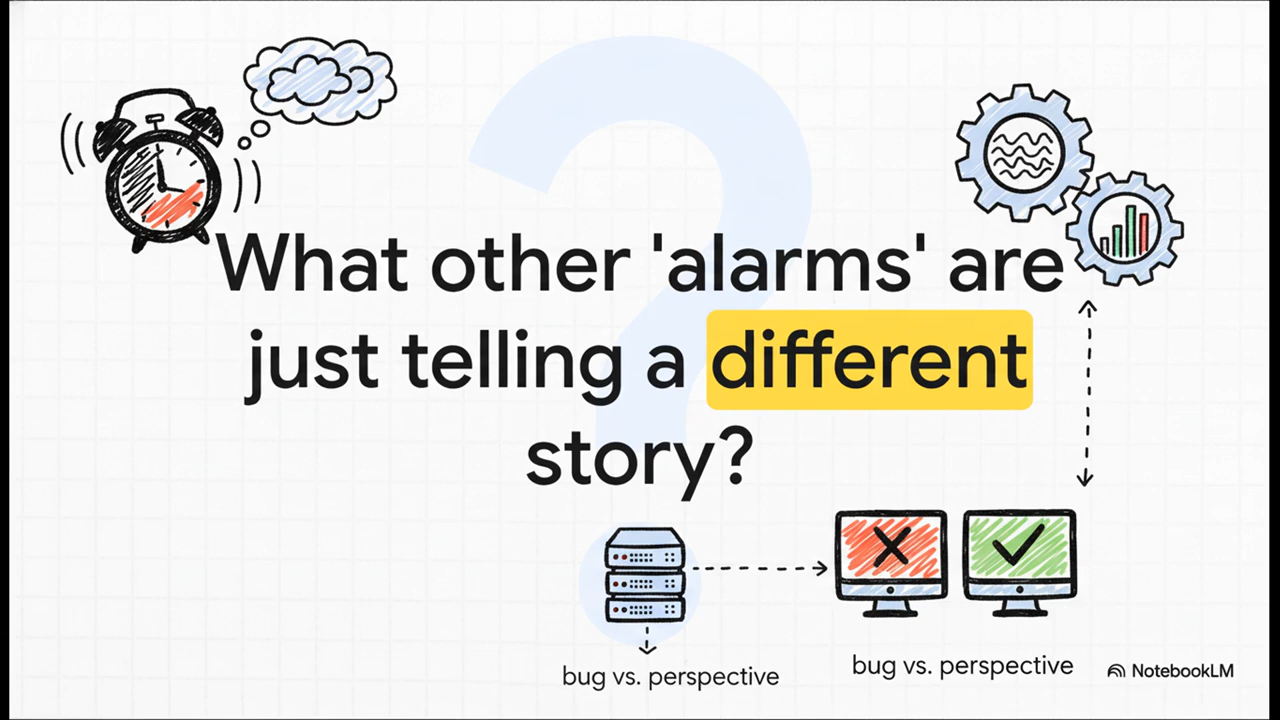 What other 'alarms' are
just telling a different
story?
bug vs. perspective
bug vs. perspective
NotebookLM